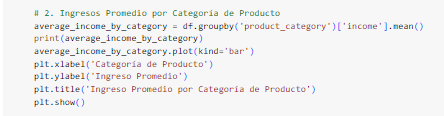 # 2. Ingresos Promedio por Categoría de Producto
average_income_by_category = df.groupby('product_category')['income'].mean()
print(average_income_by_category)
average_income_by_category.plot(kind='bar')
plt.xlabel('Categoría de Producto')
plt.ylabel('Ingreso Promedio')
plt.title('Ingreso Promedio por Categoría de Producto')
plt.show()